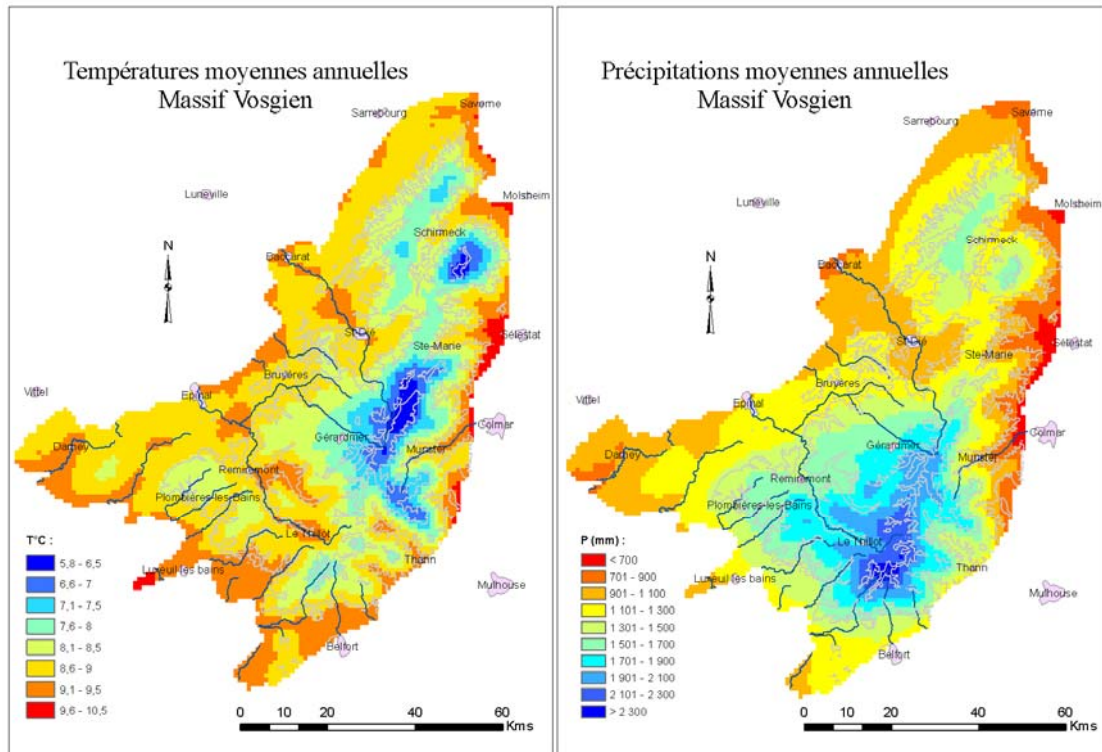 Températures moyennes annuelles
Massif Vosgien
Sarrebourg
Saverne
Luneville
Molsheim
Schirmeck
N
Baccarat
St-Dié
Sélestat
Ste-Marie
Bruyères
Vittel
Epinal
Colmar
Gérardmer
Munster
Darney
Remiremont
Plombières-les-Bains
Le Thillot
Thann
Luxeuil les bains
Mulhouse
Belfort
T°C :
5,8 - 6,5
6,6 - 7
7,1 - 7,5
7,6 - 8
8,1 - 8,5
8,6 - 9
9,1 - 9,5
9,6 - 10,5
0 10 20 40 60
Kms
Précipitations moyennes annuelles
Massif Vosgien
Sarrebourg
Saverne
Luneville
Molsheim
Schirmeck
N
Baccarat
St-Dié
Sélestat
Ste-Marie
Bruyères
Vittel
Epinal
Colmar
Gérardmer
Munster
Darney
Remiremont
Plombières-les-Bains
Le Thillot
Thann
Luxeuil les bains
Mulhouse
Belfort
P (mm) :
< 700
701 - 900
901 - 1 100
1 101 - 1 300
1 301 - 1 500
1 501 - 1 700
1 701 - 1 900
1 901 - 2 100
2 101 - 2 300
> 2 300
0 10 20 40 60
Kms